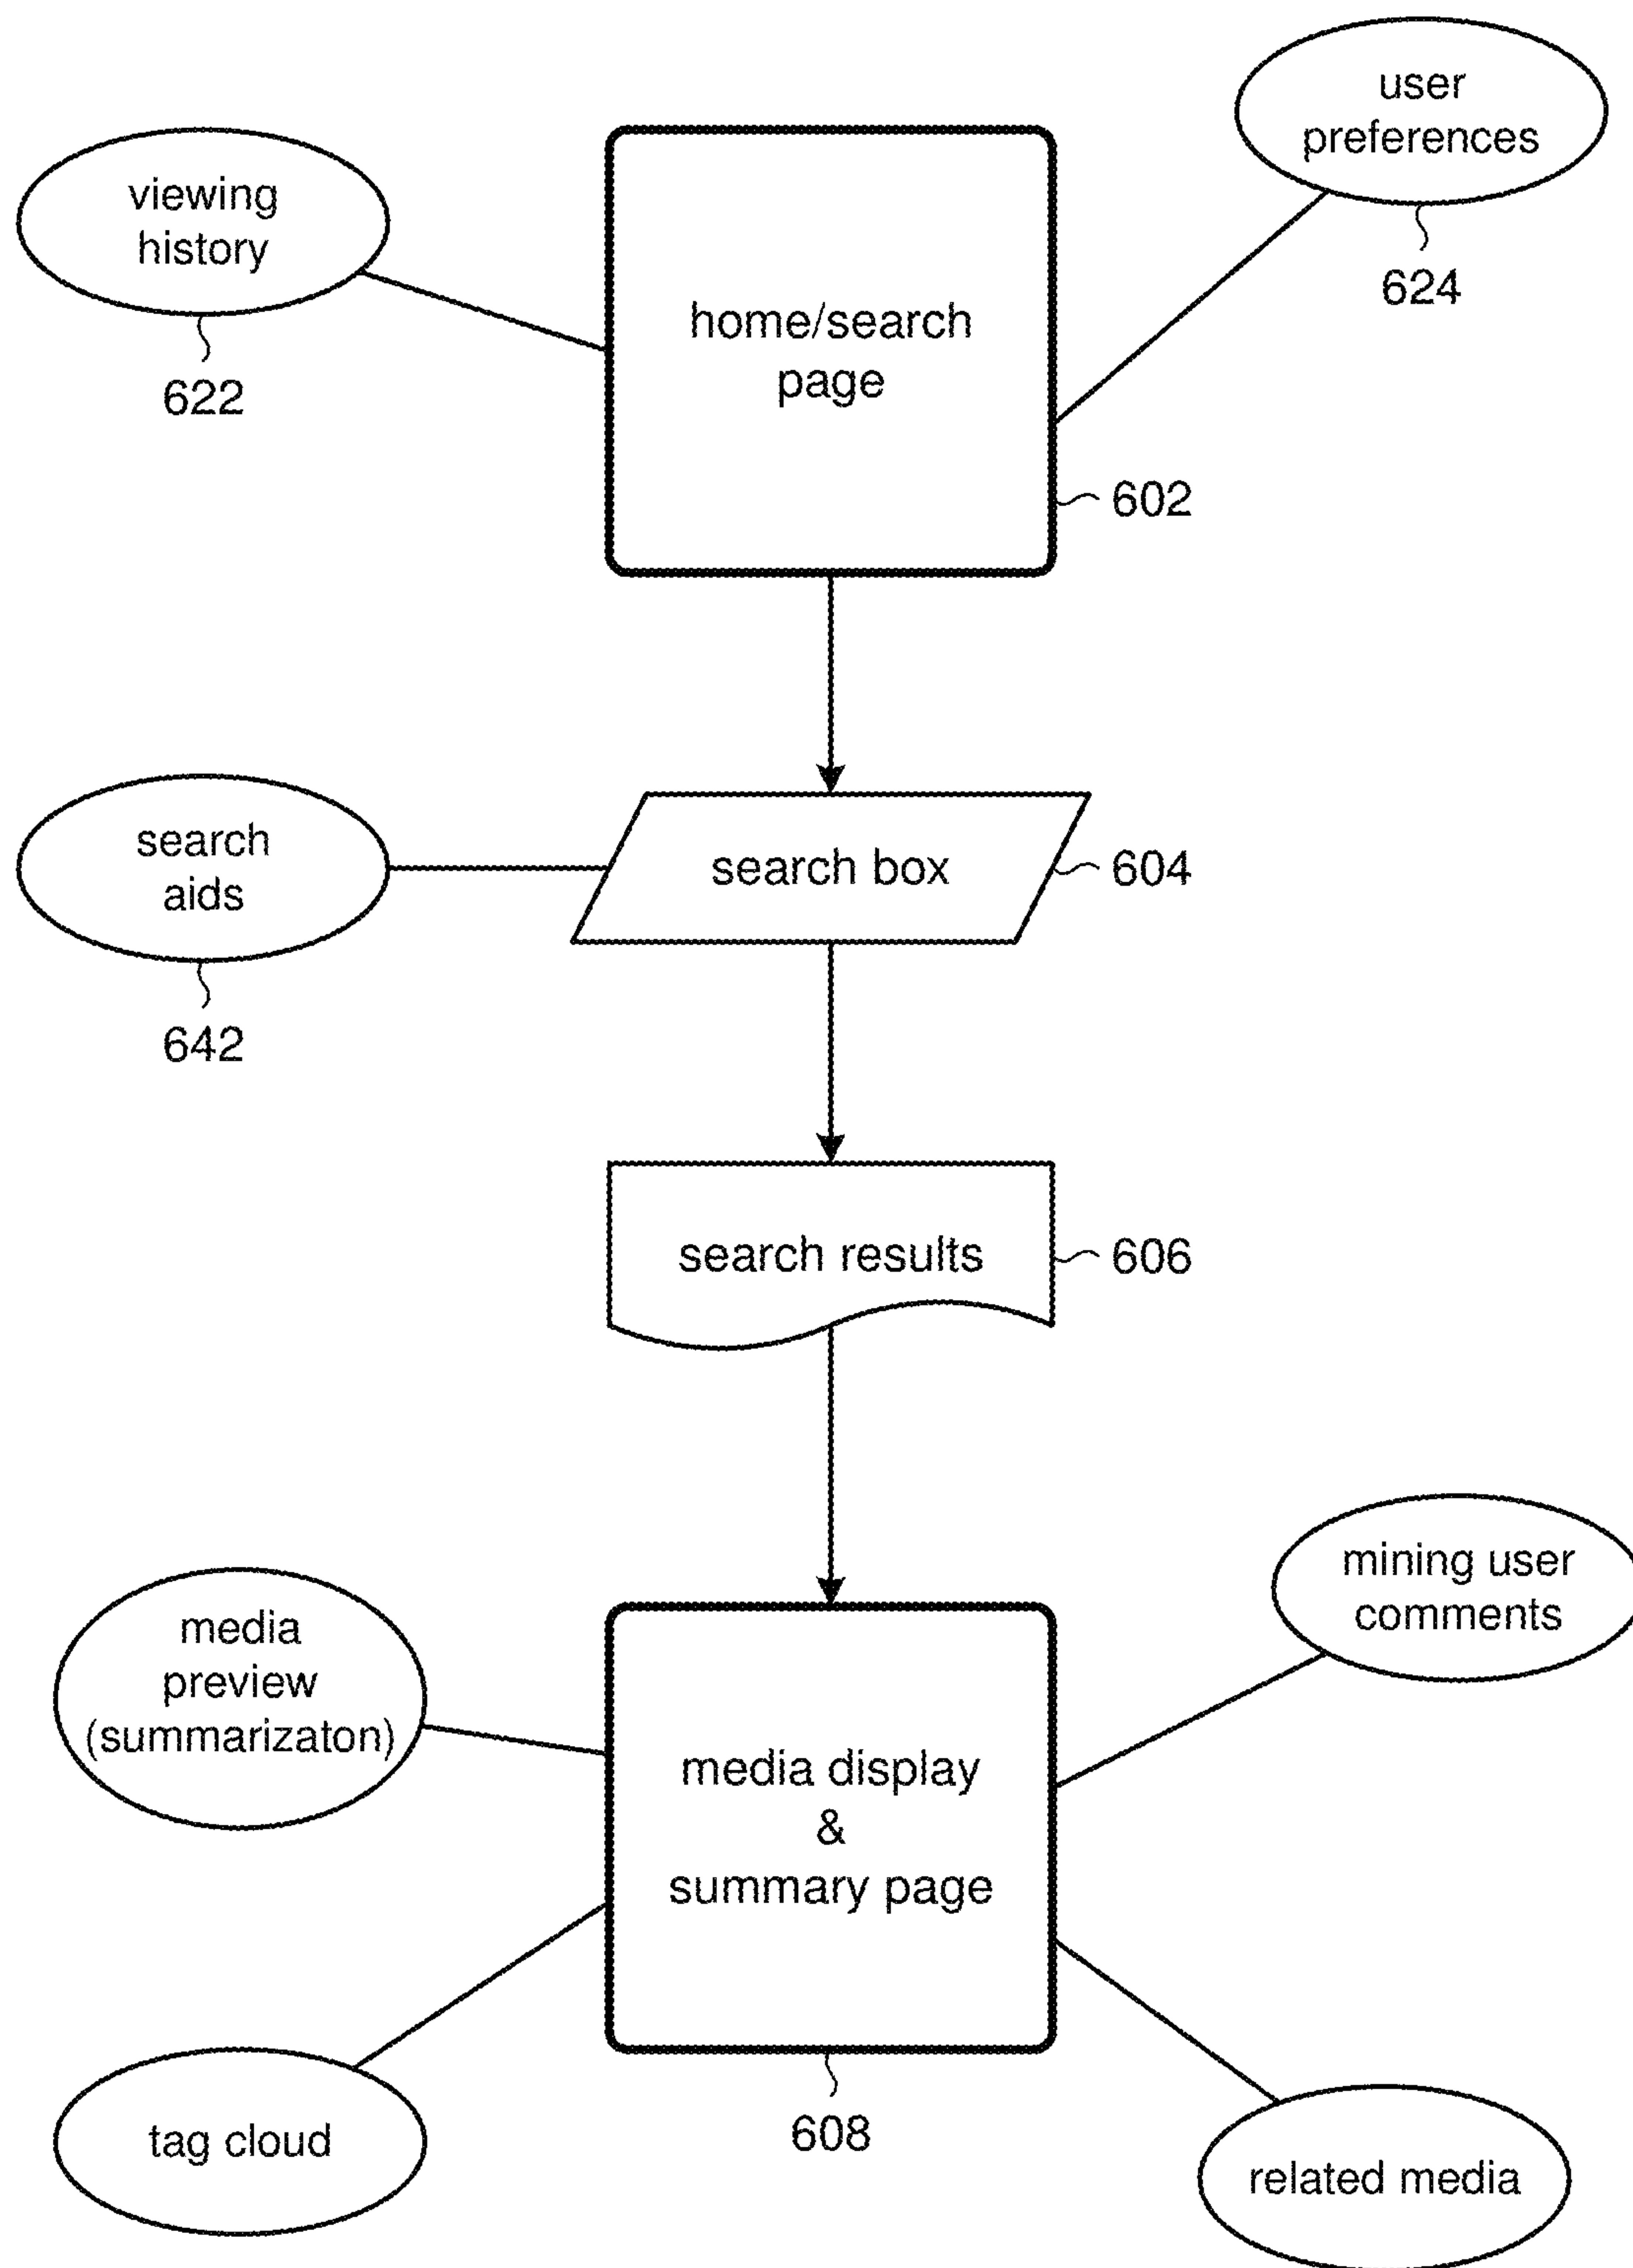 user
preferences
624
viewing
history
622
home/search
page
602
search
aids
642
search box
604
search results
606
mining user
comments
media
preview
(summarizaton)
media display
&
summary page
608
tag cloud
related media